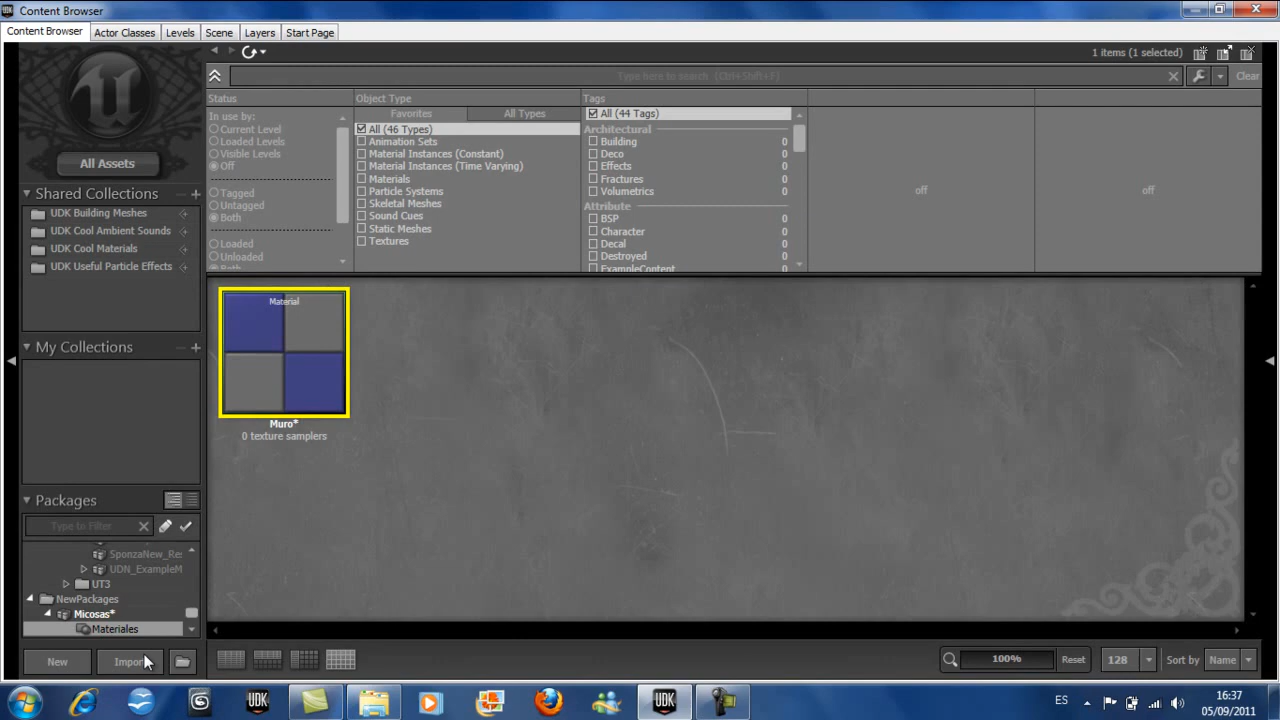 Content Browser
Content Browser Actor Classes Levels Scene Layers Start Page
1 items (1 selected)
Type here to search (Ctrl+Shift+F)
Clear
All Assets
Status
In use by:
Current Level
Loaded Levels
Visible Levels
Off
Tagged
Untagged
Both
Loaded
Unloaded
Both
Object Type
Favorites All Types
All (46 Types)
Animation Sets
Material Instances (Constant)
Material Instances (Time Varying)
Materials
Particle Systems
Skeletal Meshes
Sound Cues
Static Meshes
Textures
Tags
All (44 Tags)
Architectural
Building 0
Deco 0
Effects 0
Fractures 0
Volumetrics 0
Attribute
BSP 0
Character 0
Decal 0
Destroyed 0
ExampleContent 0
off
off
Shared Collections
UDK Building Meshes
UDK Cool Ambient Sounds
UDK Cool Materials
UDK Useful Particle Effects
My Collections
Packages
Type to Filter
SponzaNew_Res
UDN_ExampleM
UT3
NewPackages
Micosas*
Materiales
New Import
Material
Muro*
0 texture samplers
100% Reset 128 Sort by Name
UDK UDK ES 16:37
05/09/2011